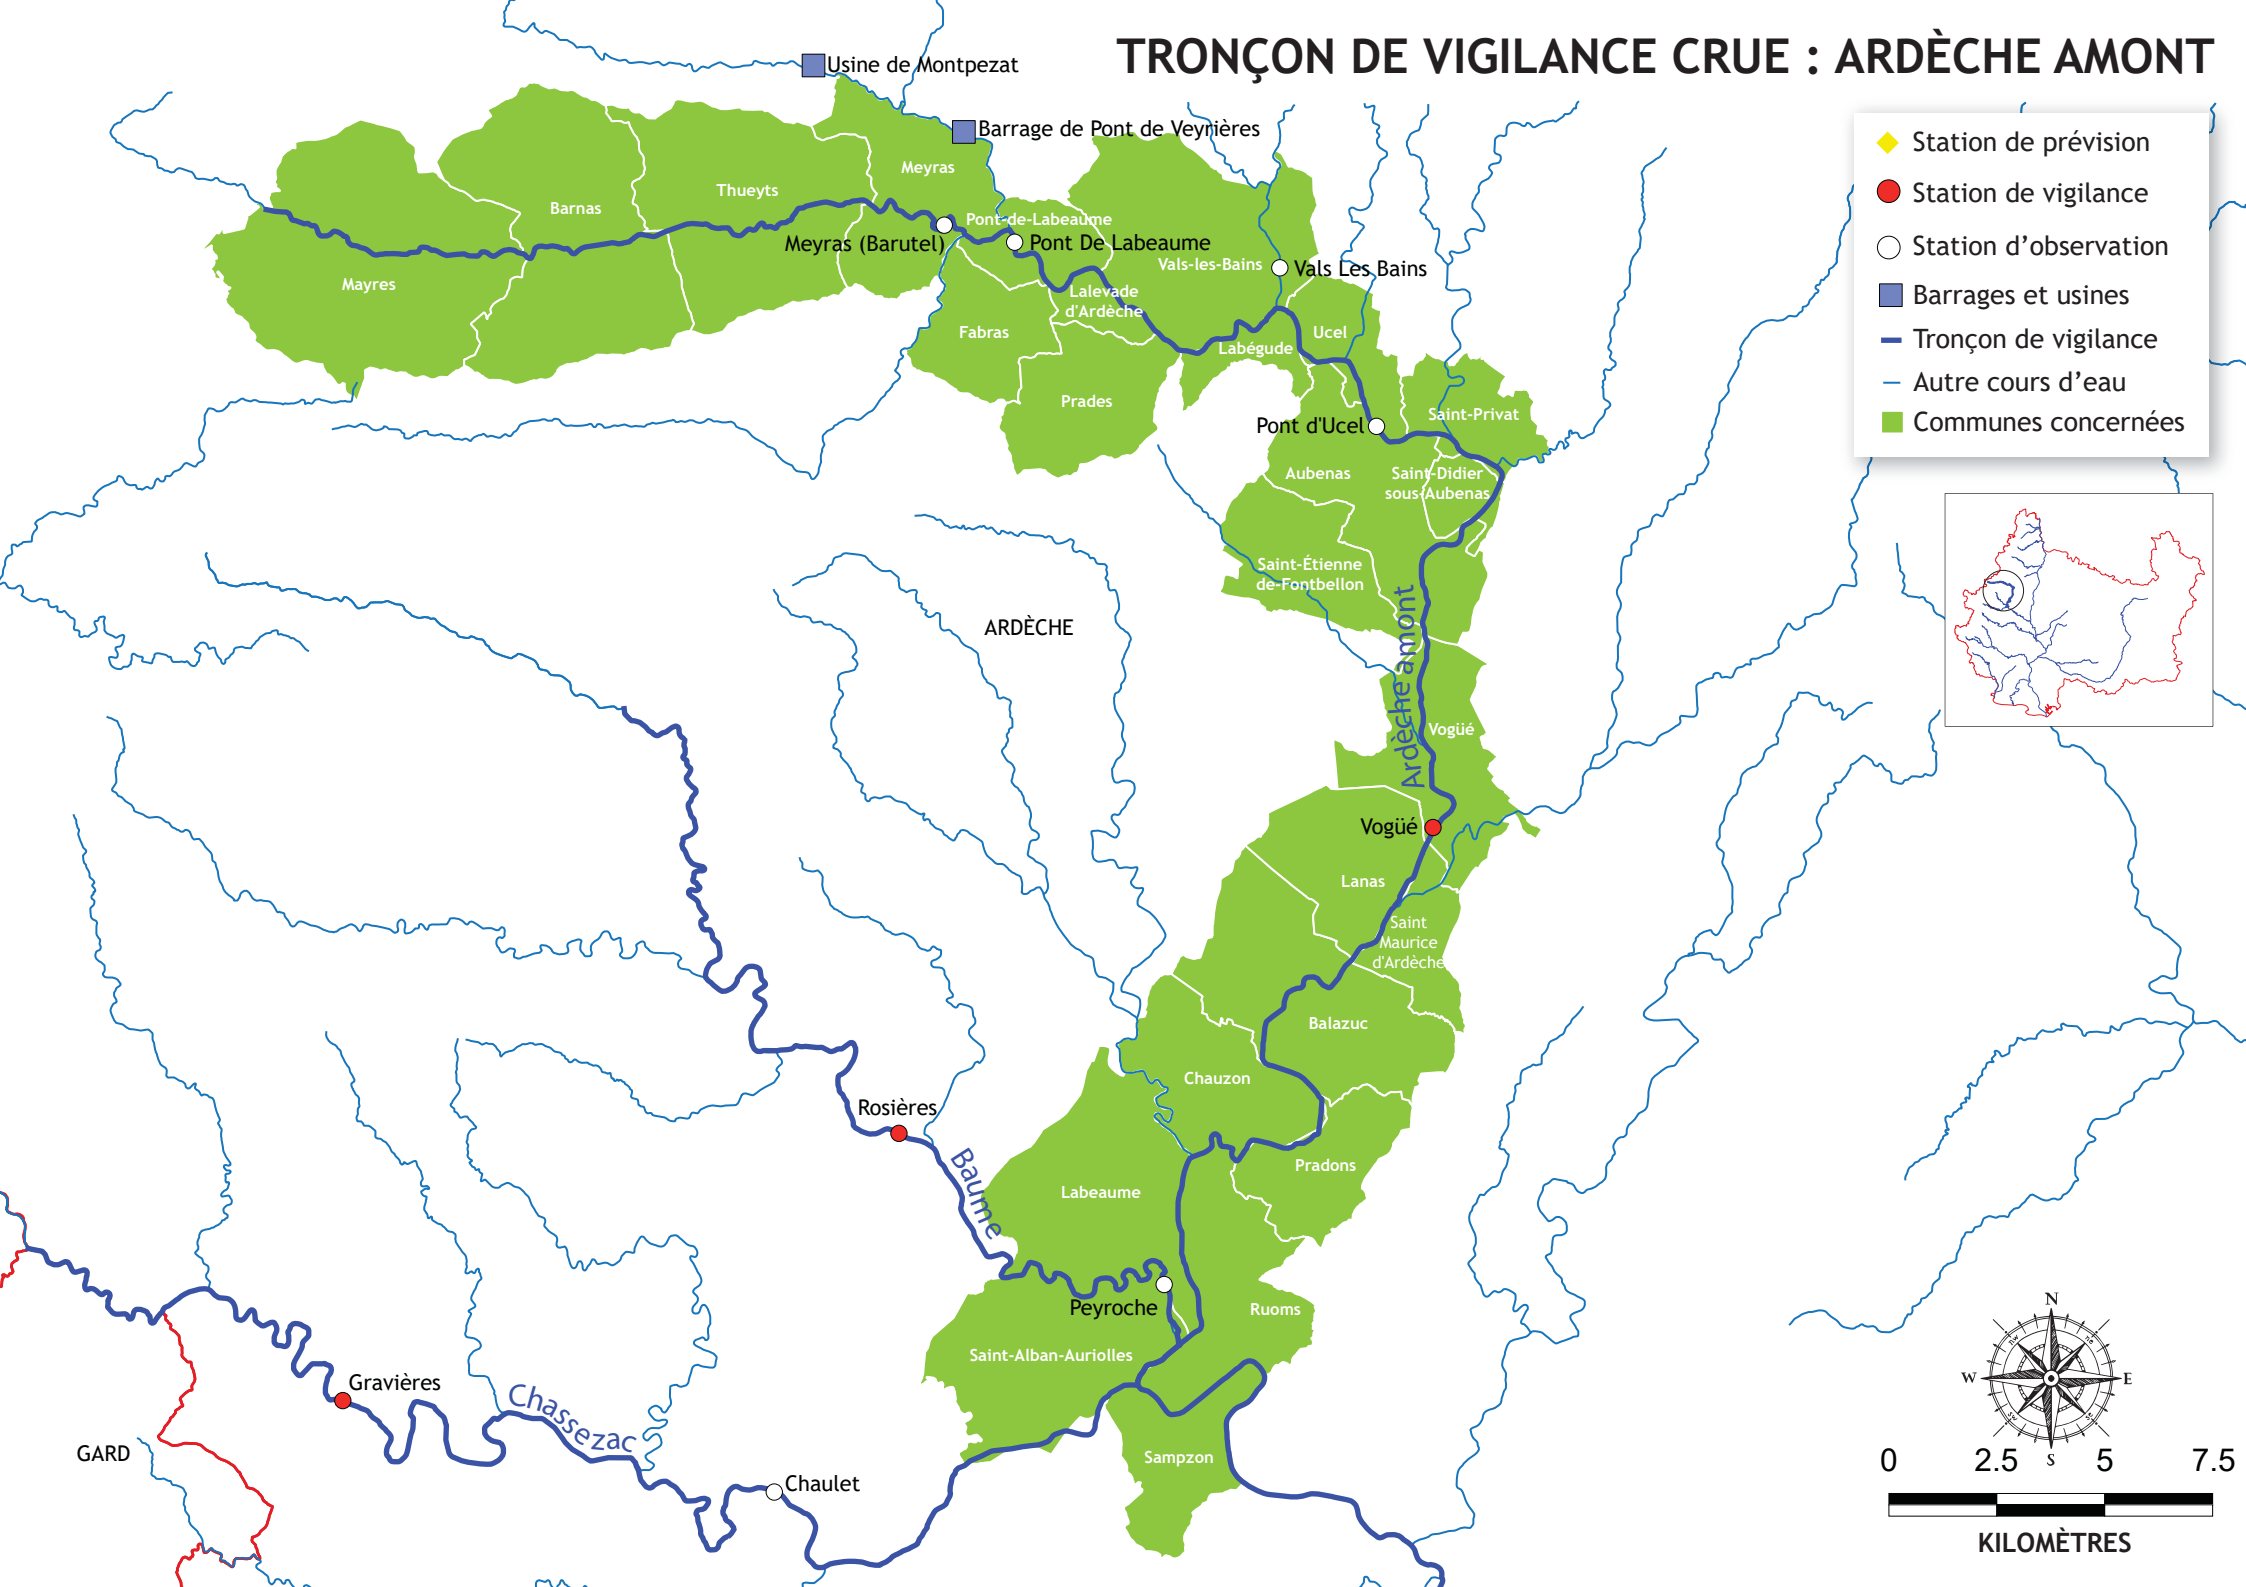 TRONÇON DE VIGILANCE CRUE : ARDÈCHE AMONT
Usine de Montpezat
Barrage de Pont de Veyrières
Station de prévision
Station de vigilance
Station d’observation
Barrages et usines
Tronçon de vigilance
Autre cours d’eau
Communes concernées
Meyras
Thueyts
Barnas
Mayres
Pont-de-Labeaume
Meyras (Barutel)
Pont De Labeaume
Vals-les-Bains
Vals Les Bains
Lalevade
d'Ardèche
Fabras
Labégude
Ucel
Prades
Saint-Privat
Pont d'Ucel
Aubenas
Saint-Didier
sous-Aubenas
Saint-Étienne
de-Fontbellon
ARDÈCHE
Ardèche amont
Vogüé
Vogüé
Lanas
Saint
Maurice
d'Ardèche
Balazuc
Chauzon
Rosières
Pradons
Labeaume
Baume
Peyroche
Ruoms
Saint-Alban-Auriolles
Gravières
Chassezac
GARD
Sampzon
Chaulet
N
nw
ne
W
E
sw
se
S
0 2.5 5 7.5
KILOMÈTRES